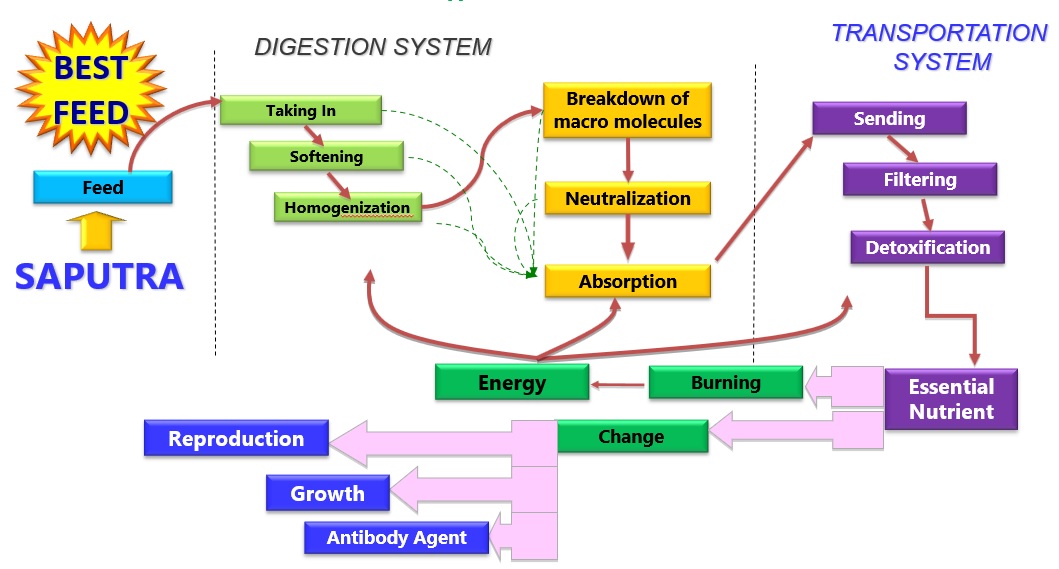 BEST
FEED
Feed
SAPUTRA
DIGESTION SYSTEM
Taking In
Softening
Homogenization
Breakdown of
macro molecules
Neutralization
Absorption
TRANSPORTATION
SYSTEM
Sending
Filtering
Detoxification
Essential
Nutrient
Burning
Energy
Change
Reproduction
Growth
Antibody Agent